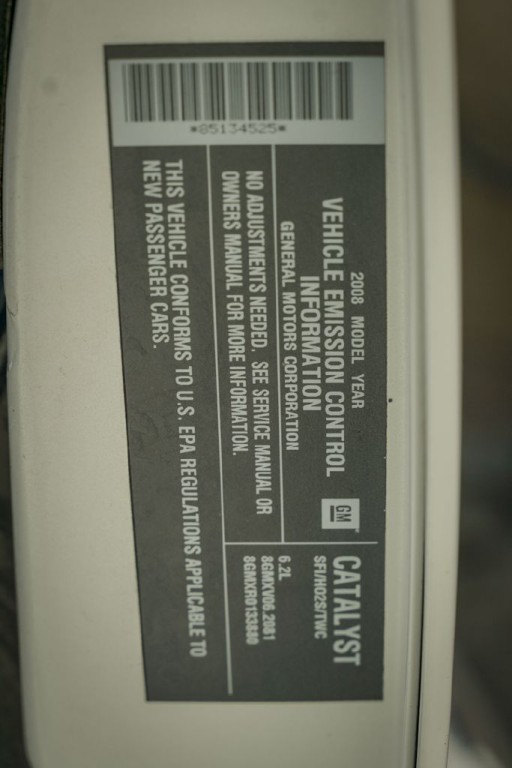 *85134525*
2008 MODEL YEAR
VEHICLE EMISSION CONTROL
INFORMATION
GENERAL MOTORS CORPORATION
GM
CATALYST
SFI/HO2S/TWC
NO ADJUSTMENTS NEEDED. SEE SERVICE MANUAL OR
OWNERS MANUAL FOR MORE INFORMATION.
6.2L
8GMXV06.2081
8GMXR0133880
THIS VEHICLE CONFORMS TO U.S. EPA REGULATIONS APPLICABLE TO
NEW PASSENGER CARS.